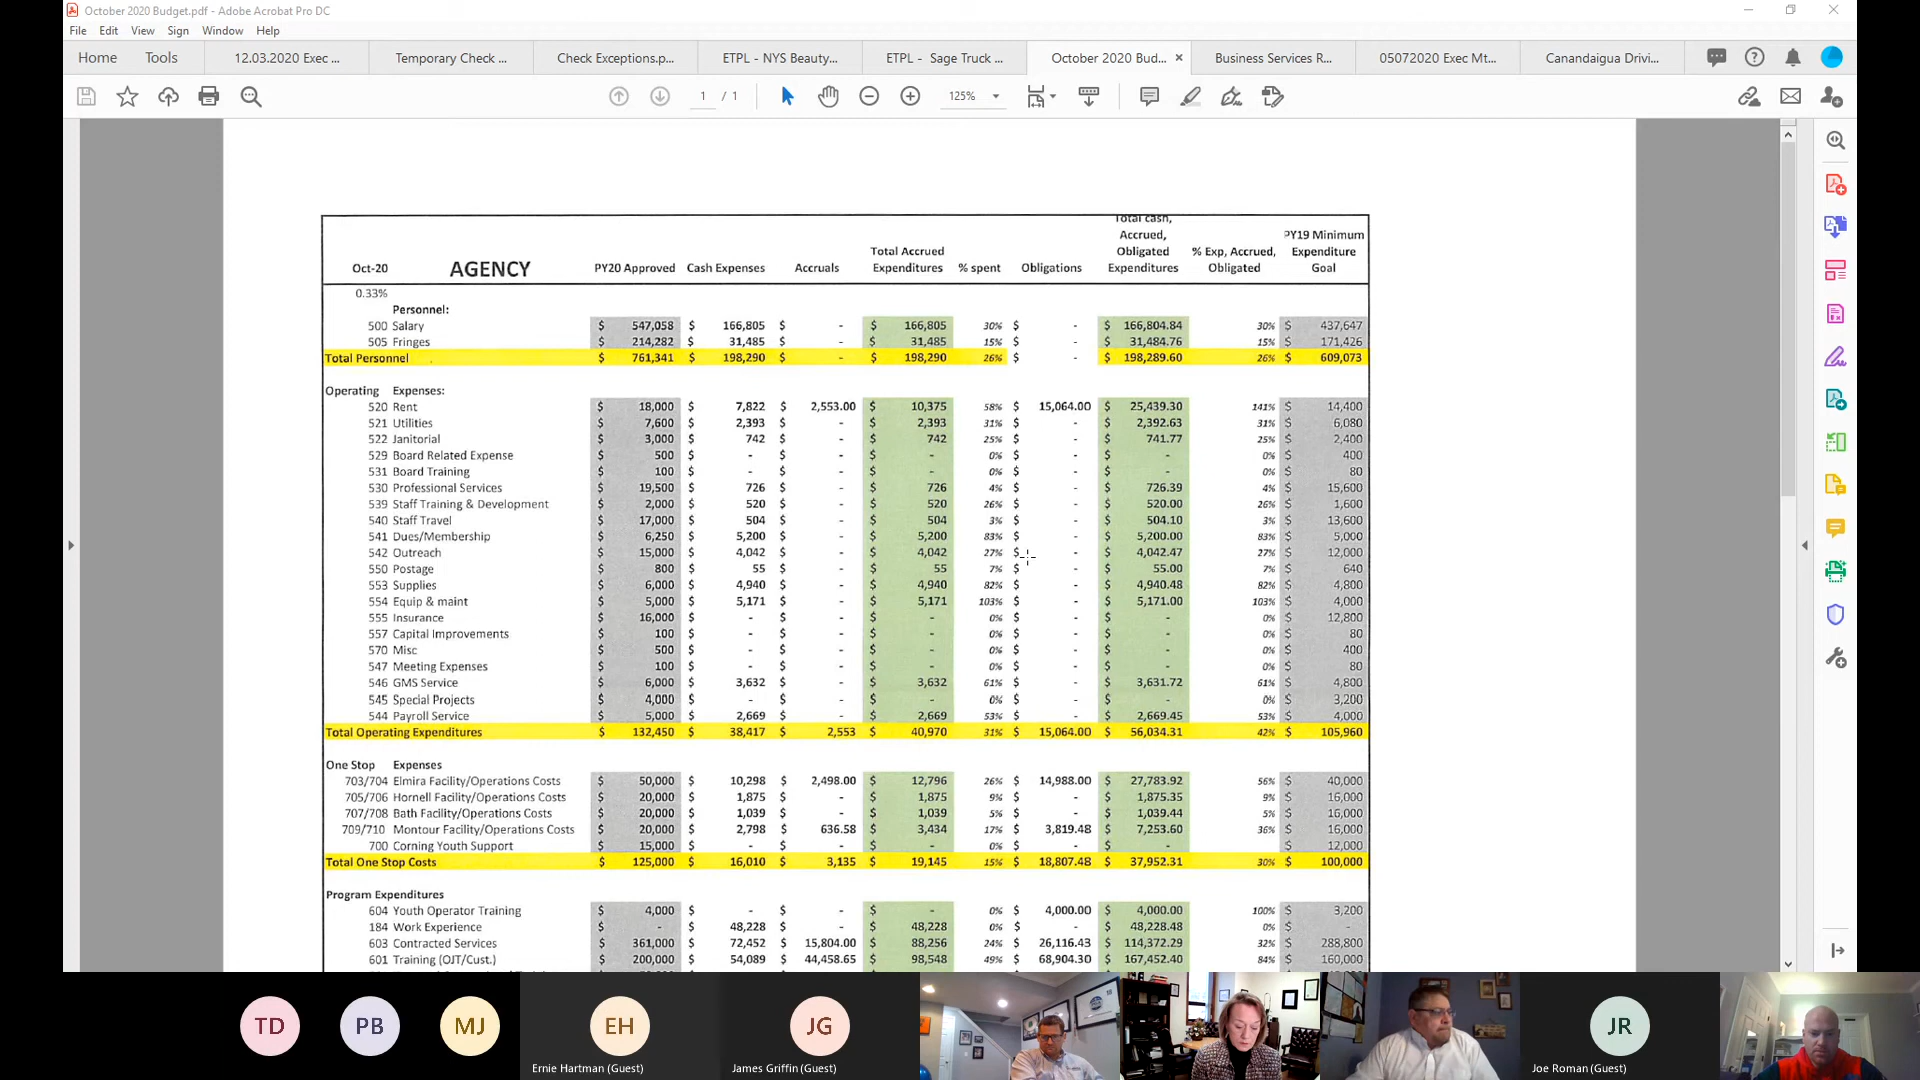 October 2020 Budget.pdf - Adobe Acrobat Pro DC
File Edit View Sign Window Help
Home Tools 12.03.2020 Exec ... Temporary Check ... Check Exceptions.p... ETPL - NYS Beauty... ETPL - Sage Truck ... October 2020 Bud... × Business Services R... 05072020 Exec Mt... Canandaigua Drivi...
1 / 1 125%
Total cash,
Accrued, PY19 Minimum
Total Accrued Obligated % Exp, Accrued, Expenditure
Oct-20 AGENCY PY20 Approved Cash Expenses Accruals Expenditures % spent Obligations Expenditures Obligated Goal
0.33%
Personnel:
500 Salary $ 547,058 $ 166,805 $ - $ 166,805 30% $ - $ 166,804.84 30% $ 437,647
505 Fringes $ 214,282 $ 31,485 $ - $ 31,485 15% $ - $ 31,484.76 15% $ 171,426
Total Personnel $ 761,341 $ 198,290 $ - $ 198,290 26% $ - $ 198,289.60 26% $ 609,073
Operating Expenses:
520 Rent $ 18,000 $ 7,822 $ 2,553.00 $ 10,375 58% $ 15,064.00 $ 25,439.30 141% $ 14,400
521 Utilities $ 7,600 $ 2,393 $ - $ 2,393 31% $ - $ 2,392.63 31% $ 6,080
522 Janitorial $ 3,000 $ 742 $ - $ 742 25% $ - $ 741.77 25% $ 2,400
529 Board Related Expense $ 500 $ - $ - $ - 0% $ - $ - 0% $ 400
531 Board Training $ 100 $ - $ - $ - 0% $ - $ - 0% $ 80
530 Professional Services $ 19,500 $ 726 $ - $ 726 4% $ - $ 726.39 4% $ 15,600
539 Staff Training & Development $ 2,000 $ 520 $ - $ 520 26% $ - $ 520.00 26% $ 1,600
540 Staff Travel $ 17,000 $ 504 $ - $ 504 3% $ - $ 504.10 3% $ 13,600
541 Dues/Membership $ 6,250 $ 5,200 $ - $ 5,200 83% $ - $ 5,200.00 83% $ 5,000
542 Outreach $ 15,000 $ 4,042 $ - $ 4,042 27% $ - $ 4,042.47 27% $ 12,000
550 Postage $ 800 $ 55 $ - $ 55 7% $ - $ 55.00 7% $ 640
553 Supplies $ 6,000 $ 4,940 $ - $ 4,940 82% $ - $ 4,940.48 82% $ 4,800
554 Equip & maint $ 5,000 $ 5,171 $ - $ 5,171 103% $ - $ 5,171.00 103% $ 4,000
555 Insurance $ 16,000 $ - $ - $ - 0% $ - $ - 0% $ 12,800
557 Capital Improvements $ 100 $ - $ - $ - 0% $ - $ - 0% $ 80
570 Misc $ 500 $ - $ - $ - 0% $ - $ - 0% $ 400
547 Meeting Expenses $ 100 $ - $ - $ - 0% $ - $ - 0% $ 80
546 GMS Service $ 6,000 $ 3,632 $ - $ 3,632 61% $ - $ 3,631.72 61% $ 4,800
545 Special Projects $ 4,000 $ - $ - $ - 0% $ - $ - 0% $ 3,200
544 Payroll Service $ 5,000 $ 2,669 $ - $ 2,669 53% $ - $ 2,669.45 53% $ 4,000
Total Operating Expenditures $ 132,450 $ 38,417 $ 2,553 $ 40,970 31% $ 15,064.00 $ 56,034.31 42% $ 105,960
One Stop Expenses
703/704 Elmira Facility/Operations Costs $ 50,000 $ 10,298 $ 2,498.00 $ 12,796 26% $ 14,988.00 $ 27,783.92 56% $ 40,000
705/706 Hornell Facility/Operations Costs $ 20,000 $ 1,875 $ - $ 1,875 9% $ - $ 1,875.35 9% $ 16,000
707/708 Bath Facility/Operations Costs $ 20,000 $ 1,039 $ - $ 1,039 5% $ - $ 1,039.44 5% $ 16,000
709/710 Montour Facility/Operations Costs $ 20,000 $ 2,798 $ 636.58 $ 3,434 17% $ 3,819.48 $ 7,253.60 36% $ 16,000
700 Corning Youth Support $ 15,000 $ - $ - $ - 0% $ - $ - $ 12,000
Total One Stop Costs $ 125,000 $ 16,010 $ 3,135 $ 19,145 15% $ 18,807.48 $ 37,952.31 30% $ 100,000
Program Expenditures
604 Youth Operator Training $ 4,000 $ - $ - $ - 0% $ 4,000.00 $ 4,000.00 100% $ 3,200
184 Work Experience $ - $ 48,228 $ - $ 48,228 0% $ - $ 48,228.48 0% $ -
603 Contracted Services $ 361,000 $ 72,452 $ 15,804.00 $ 88,256 24% $ 26,116.43 $ 114,372.29 32% $ 288,800
601 Training (OJT/Cust.) $ 200,000 $ 54,089 $ 44,458.65 $ 98,548 49% $ 68,904.30 $ 167,452.40 84% $ 160,000
TD PB MJ EH JG JR
Ernie Hartman (Guest) James Griffin (Guest) Joe Roman (Guest)